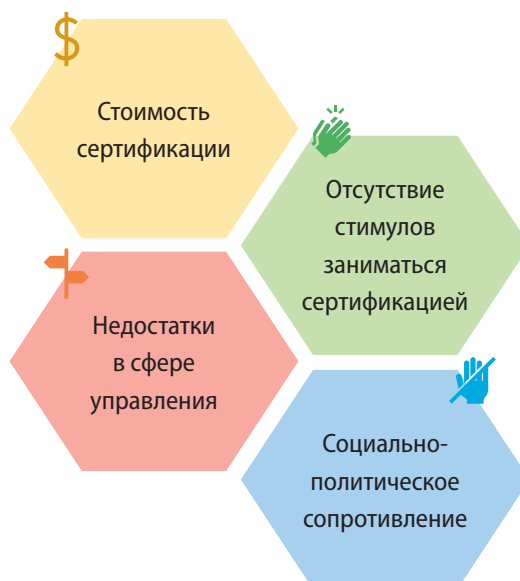 Стоимость
сертификации
Отсутствие
стимулов
заниматься
сертификацией
Недостатки
в сфере
управления
Социально-
политическое
сопротивление